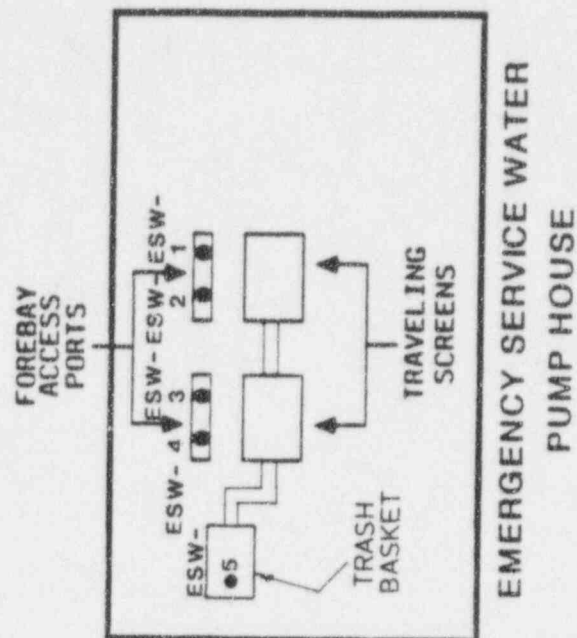 FOREBAY
ACCESS
PORTS
ESW-
ESW-
ESW-
ESW-
4
3
2
1
ESW-
5
TRASH
BASKET
TRAVELING
SCREENS
EMERGENCY SERVICE WATER
PUMP HOUSE